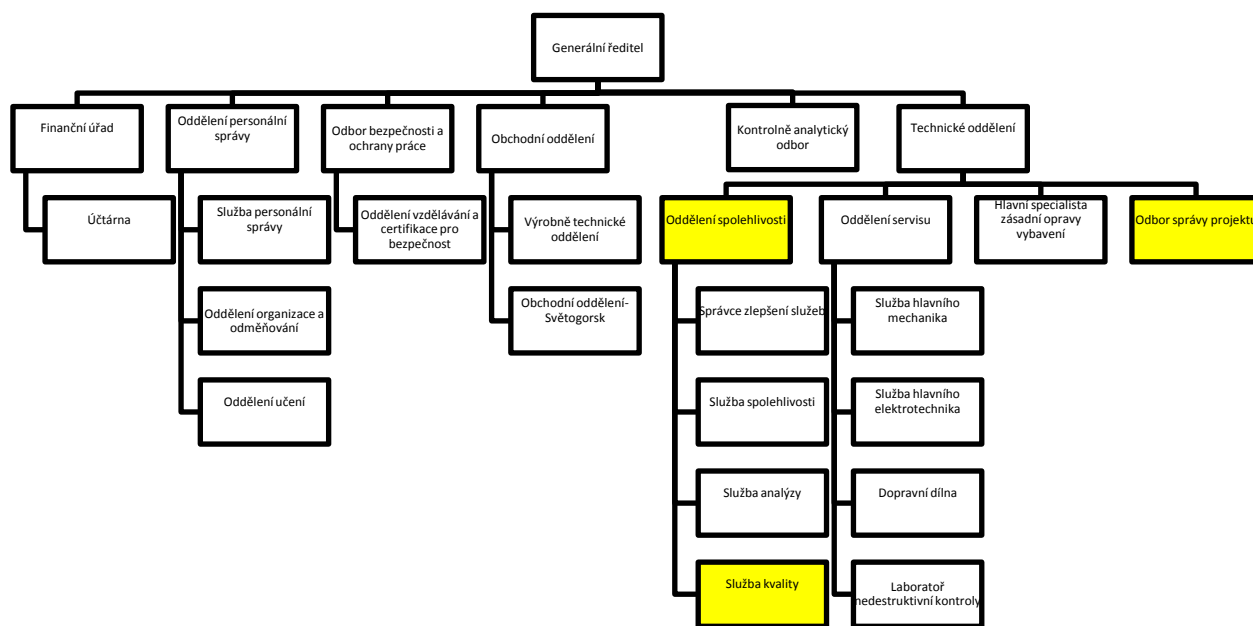 Generální ředitel
Finanční úřad
Oddělení personální
správy
Odbor bezpečnosti a
ochrany práce
Obchodní oddělení
Kontrolně analytický
odbor
Technické oddělení
Účtárna
Služba personální
správy
Oddělení vzdělávání a
certifikace pro
bezpečnost
Výrobně technické
oddělení
Oddělení spolehlivosti
Oddělení servisu
Hlavní specialista
zásadní opravy
vybavení
Odbor správy projektu
Oddělení organizace a
odměňování
Obchodní oddělení-
Světogorsk
Správce zlepšení služeb
Služba hlavního
mechanika
Oddělení učení
Služba spolehlivosti
Služba hlavního
elektrotechnika
Služba analýzy
Dopravní dílna
Služba kvality
Laboratoř
nedestruktivní kontroly